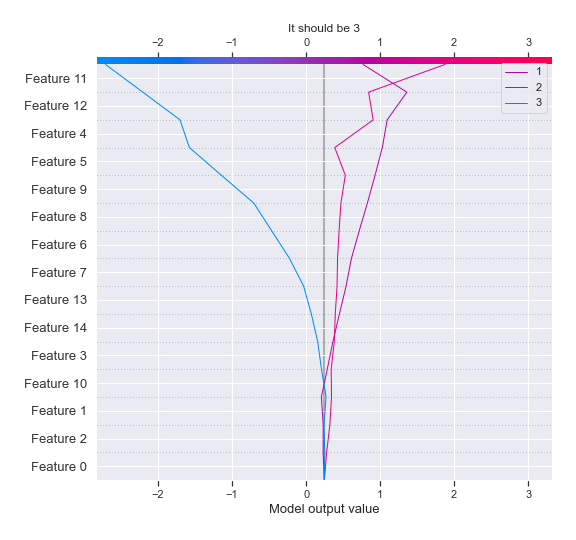 It should be 3
−2 −1 0 1 2 3
1
2
3
Feature 11
Feature 12
Feature 4
Feature 5
Feature 9
Feature 8
Feature 6
Feature 7
Feature 13
Feature 14
Feature 3
Feature 10
Feature 1
Feature 2
Feature 0
−2 −1 0 1 2 3
Model output value